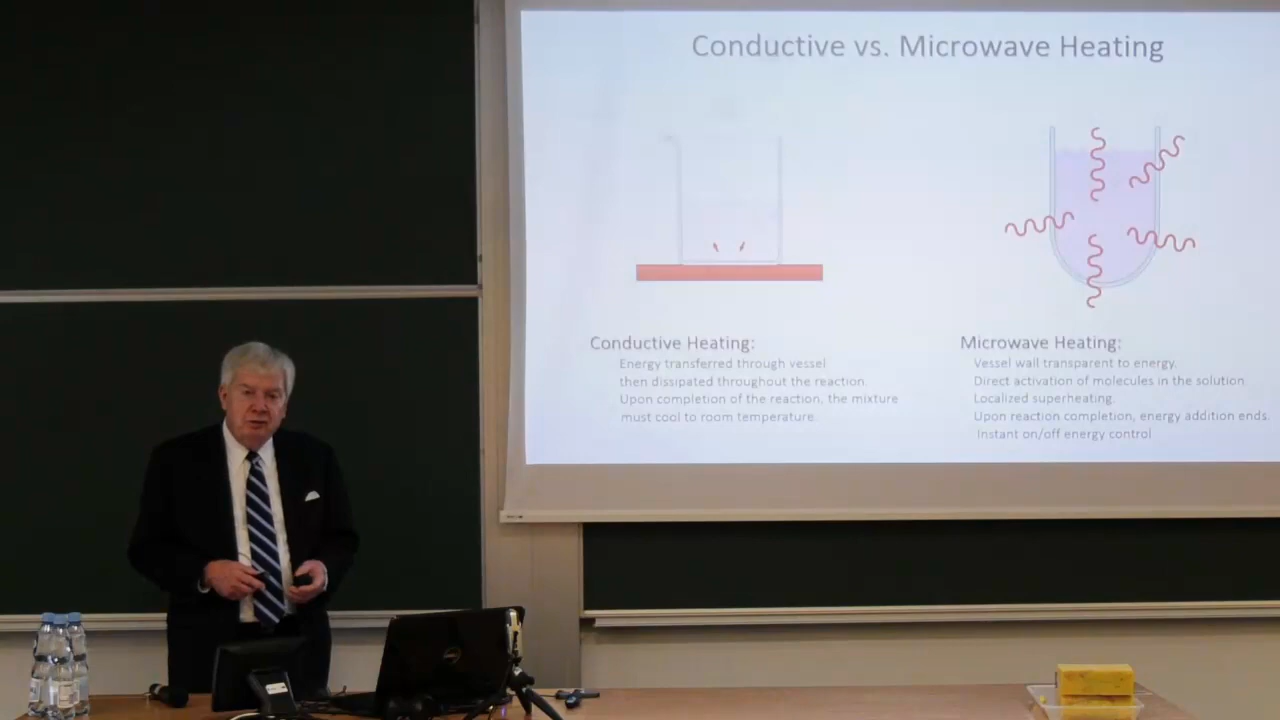 Conductive vs. Microwave Heating
Conductive Heating:
Energy transferred through vessel
then dissipated throughout the reaction.
Upon completion of the reaction, the mixture
must cool to room temperature.
Microwave Heating:
Vessel wall transparent to energy.
Direct activation of molecules in the solution
Localized superheating.
Upon reaction completion, energy addition ends.
Instant on/off energy control